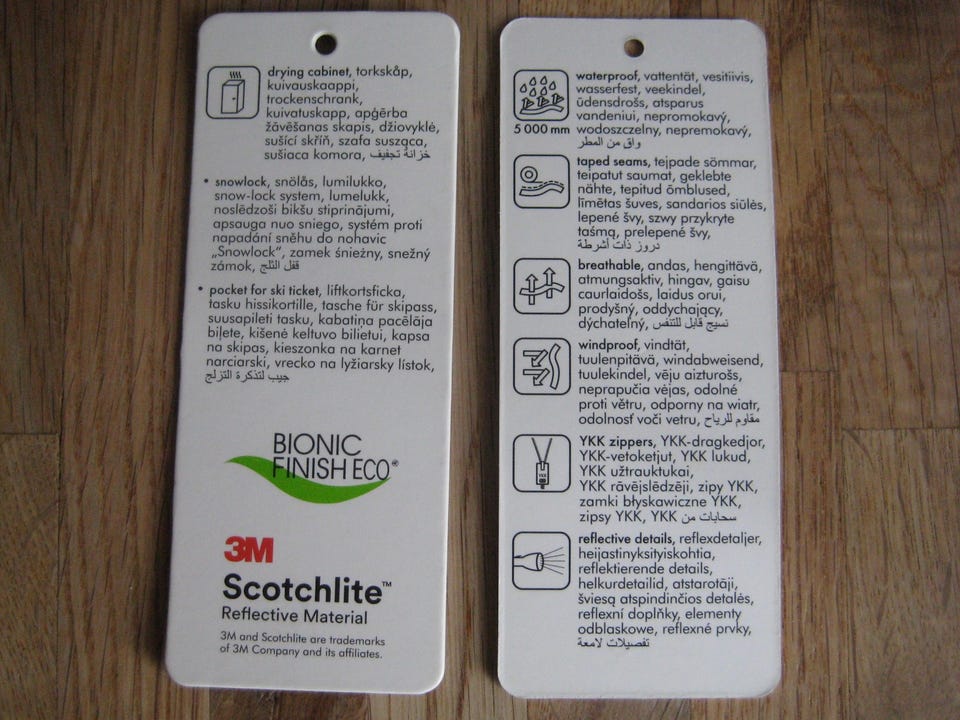 drying cabinet, torkskåp,
kuivauskaappi,
trockenschrank,
kuivatuskapp, apģērba
žāvēšanas skapis, džiovyklė,
sušící skříň, szafa susząca,
sušiaca komora, خزانة تجفيف
• snowlock, snölås, lumilukko,
snow-lock system, lumelukk,
noslēdzoši bikšu stiprinājumi,
apsauga nuo sniego, systém proti
napadání sněhu do nohavic
„Snowlock“, zamek śnieżny, snežný
zámok, قفل الثلج
• pocket for ski ticket, liftkortsficka,
tasku hissikortille, tasche für skipass,
suusapileti tasku, kabatiņa pacēlāja
biļete, kišenė keltuvo bilietui, kapsa
na skipas, kieszonka na karnet
narciarski, vrecko na lyžiarsky lístok,
جيب لتذكرة التزلج
BIONIC
FINISH ECO®
3M
Scotchlite™
Reflective Material
3M and Scotchlite are trademarks
of 3M Company and its affiliates.
waterproof, vattentät, vesitiivis,
wasserfest, veekindel,
ūdensdrošs, atsparus
vandeniui, nepromokavý,
5 000 mm wodoszczelny, nepremokavý,
واق من المطر
taped seams, tejpade sömmar,
teipatut saumat, geklebte
nähte, tepitud õmblused,
līmētas šuves, sandarios siūlės,
lepené švy, szwy przykryte
taśmą, prelepené švy,
دروز ذات أشرطة
breathable, andas, hengittävä,
atmungsaktiv, hingav, gaisu
caurlaidošs, laidus orui,
prodyšný, oddychający,
dýchateľný, نسيج قابل للتنفس
windproof, vindtät,
tuulenpitävä, windabweisend,
tuulekindel, vēju aizturošs,
neprapučia vėjas, odolné
proti větru, odporny na wiatr,
odolnosť voči vetru, مقاوم للرياح
YKK zippers, YKK-dragkedjor,
YKK-vetoketjut, YKK lukud,
YKK užtrauktukai,
YKK rāvējslēdzēji, zipy YKK,
zamki błyskawiczne YKK,
zipsy YKK, YKK سحابات من
reflective details, reflexdetaljer,
heijastinyksityiskohtia,
reflektierende details,
helkurdetailid, atstarotāji,
šviesą atspindinčios detalės,
reflexní doplňky, elementy
odblaskowe, reflexné prvky,
تفصيلات لامعة